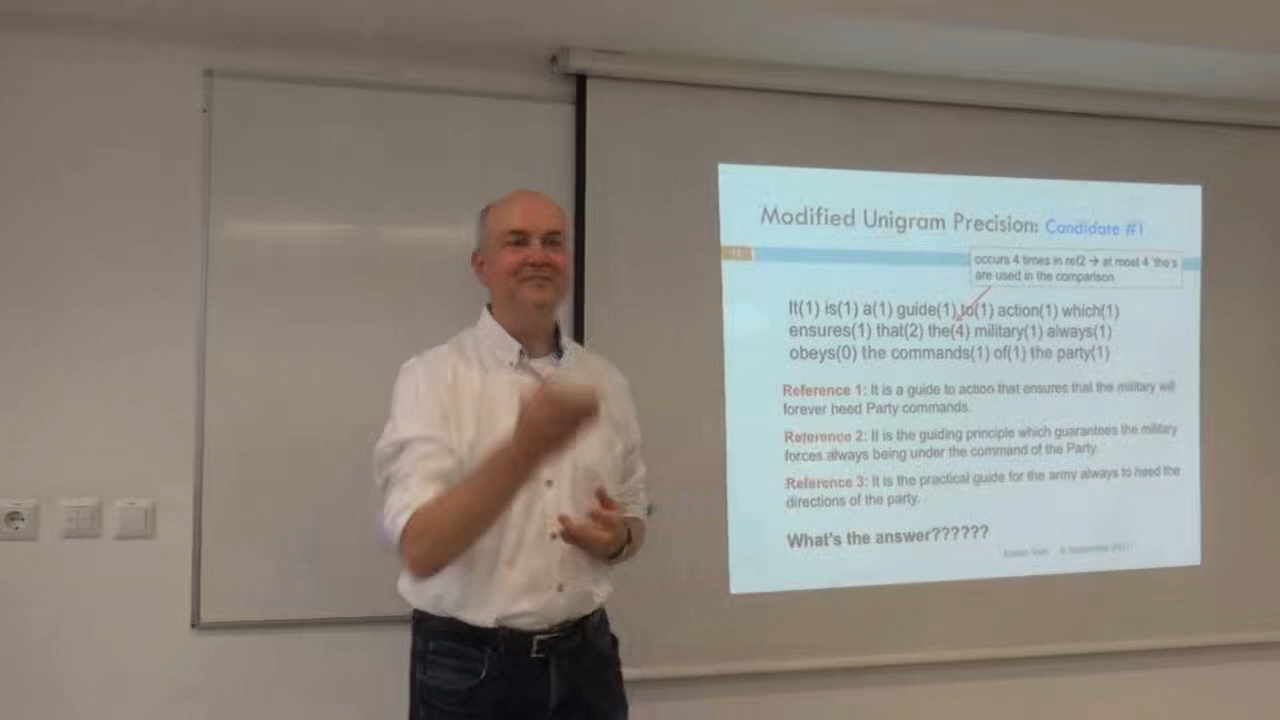 Modified Unigram Precision: Candidate #1
occurs 4 times in ref2 → at most 4 'the's
are used in the comparison
It(1) is(1) a(1) guide(1) to(1) action(1) which(1)
ensures(1) that(2) the(4) military(1) always(1)
obeys(0) the commands(1) of(1) the party(1)
Reference 1: It is a guide to action that ensures that the military will
forever heed Party commands.
Reference 2: It is the guiding principle which guarantees the military
forces always being under the command of the Party.
Reference 3: It is the practical guide for the army always to heed the
directions of the party.
What's the answer??????